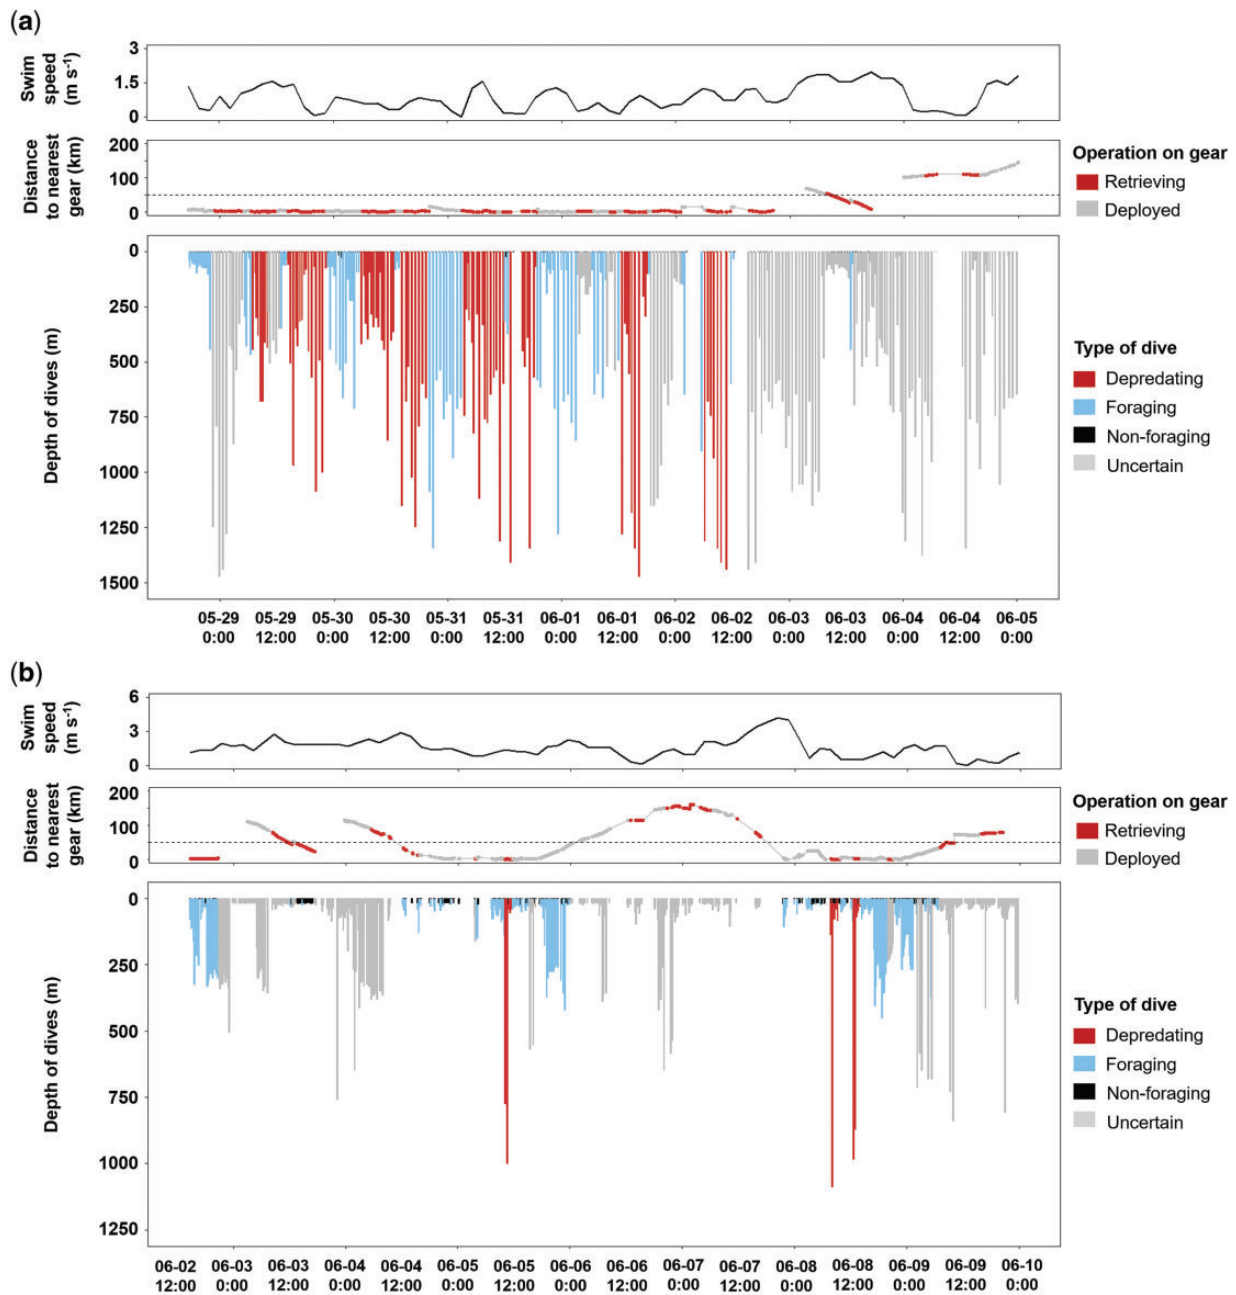 (a)
Swim speed (m s⁻¹)
3
1.5
0
Distance to nearest gear (km)
200
100
0
Operation on gear
Retrieving
Deployed
Depth of dives (m)
0
250
500
750
1000
1250
1500
Type of dive
Depredating
Foraging
Non-foraging
Uncertain
05-29 05-29 05-30 05-30 05-31 05-31 06-01 06-01 06-02 06-02 06-03 06-03 06-04 06-04 06-05
0:00 12:00 0:00 12:00 0:00 12:00 0:00 12:00 0:00 12:00 0:00 12:00 0:00 12:00 0:00
(b)
Swim speed (m s⁻¹)
6
3
0
Distance to nearest gear (km)
200
100
0
Operation on gear
Retrieving
Deployed
Depth of dives (m)
0
250
500
750
1000
1250
Type of dive
Depredating
Foraging
Non-foraging
Uncertain
06-02 06-03 06-03 06-04 06-04 06-05 06-05 06-06 06-06 06-07 06-07 06-08 06-08 06-09 06-09 06-10
12:00 0:00 12:00 0:00 12:00 0:00 12:00 0:00 12:00 0:00 12:00 0:00 12:00 0:00 12:00 0:00